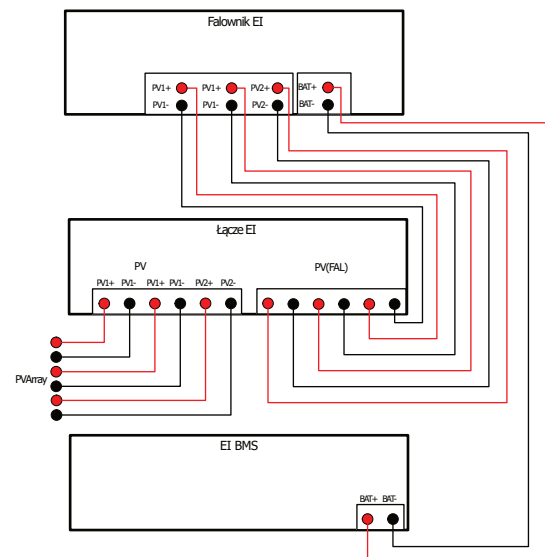 Falownik EI
PV1+ PV1+ PV2+ BAT+
PV1- PV1- PV2- BAT-
Łącze EI
PV PV(FAL)
PV1+ PV1- PV1+ PV1- PV2+ PV2-
PVArray
EI BMS
BAT+ BAT-